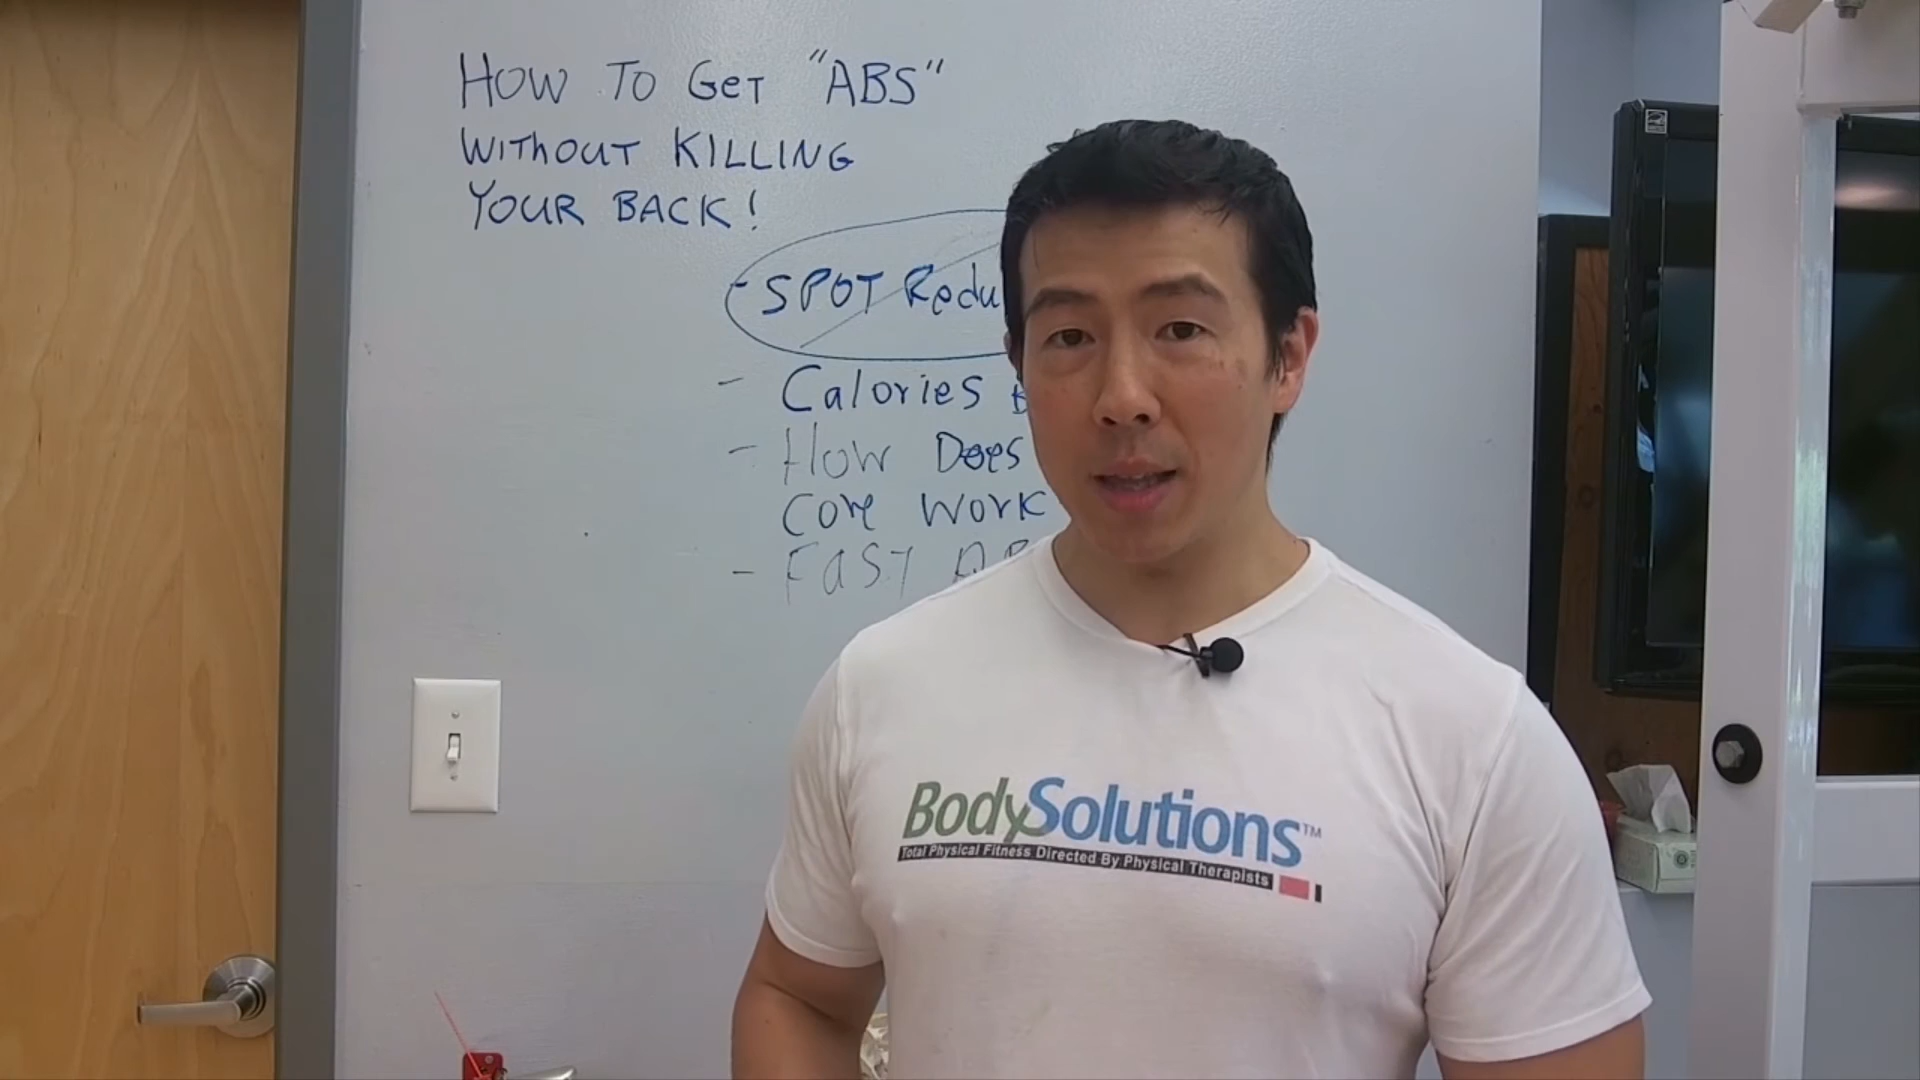 HOW TO GeT "ABS"
WITHOUT KILLING
YOUR BACK!
- SPOT Redu
- Calories
- How Does
Core Work
- FAST
BodySolutions™
Total Physical Fitness Directed By Physical Therapists